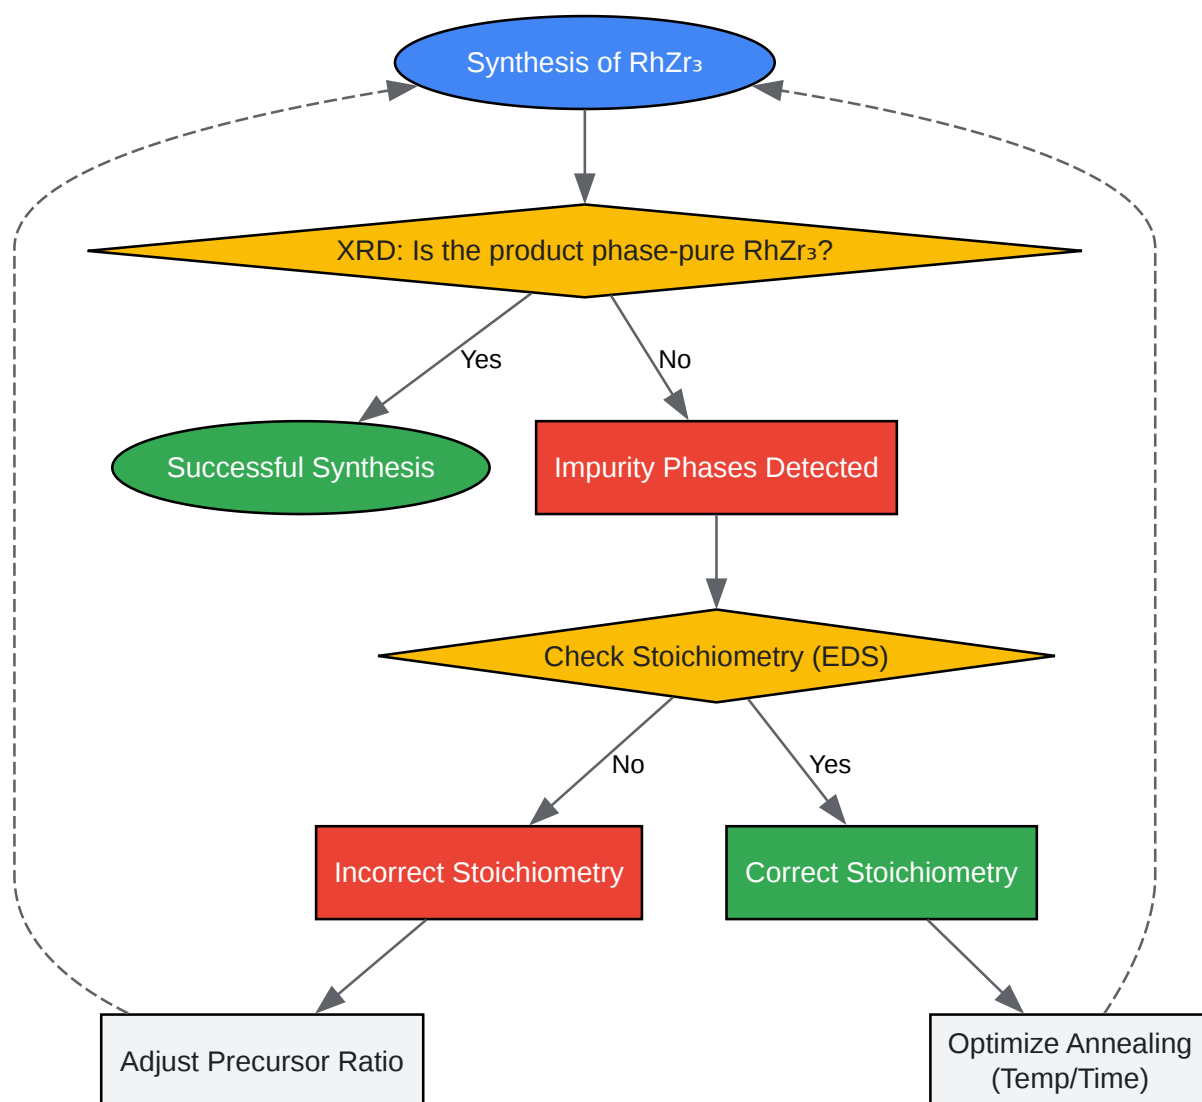 Synthesis of RhZr₃
XRD: Is the product phase-pure RhZr₃?
Yes
No
Successful Synthesis
Impurity Phases Detected
Check Stoichiometry (EDS)
No
Yes
Incorrect Stoichiometry
Correct Stoichiometry
Adjust Precursor Ratio
Optimize Annealing
(Temp/Time)